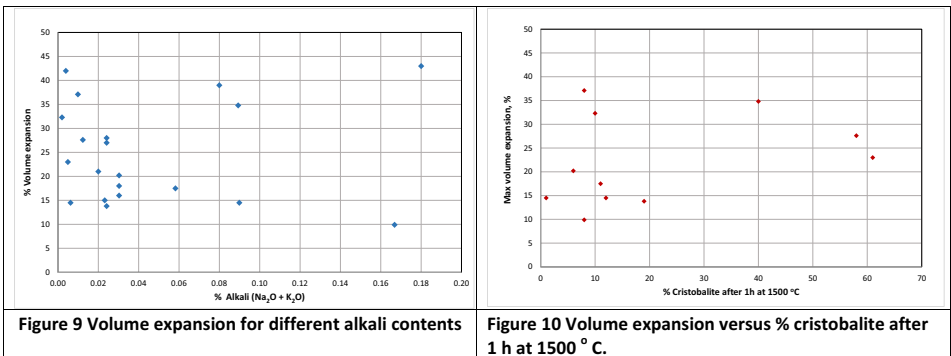 50
45
40
35
30
25
20
15
10
5
0
% Volume expansion
0.00 0.02 0.04 0.06 0.08 0.10 0.12 0.14 0.16 0.18 0.20
% Alkali (Na₂O + K₂O)
Figure 9 Volume expansion for different alkali contents
50
45
40
35
30
25
20
15
10
5
0
Max volume expansion, %
0 10 20 30 40 50 60 70
% Cristobalite after 1h at 1500 °C
Figure 10 Volume expansion versus % cristobalite after
1 h at 1500 ° C.